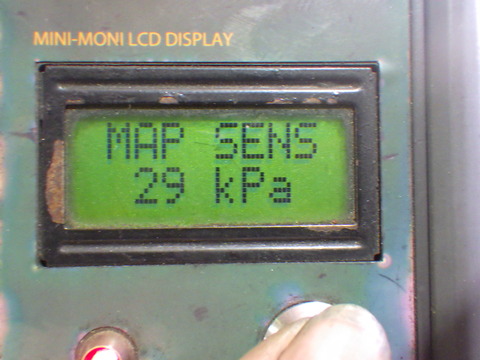 MINI-MONI LCD DISPLAY
MAP SENS
29 kPa